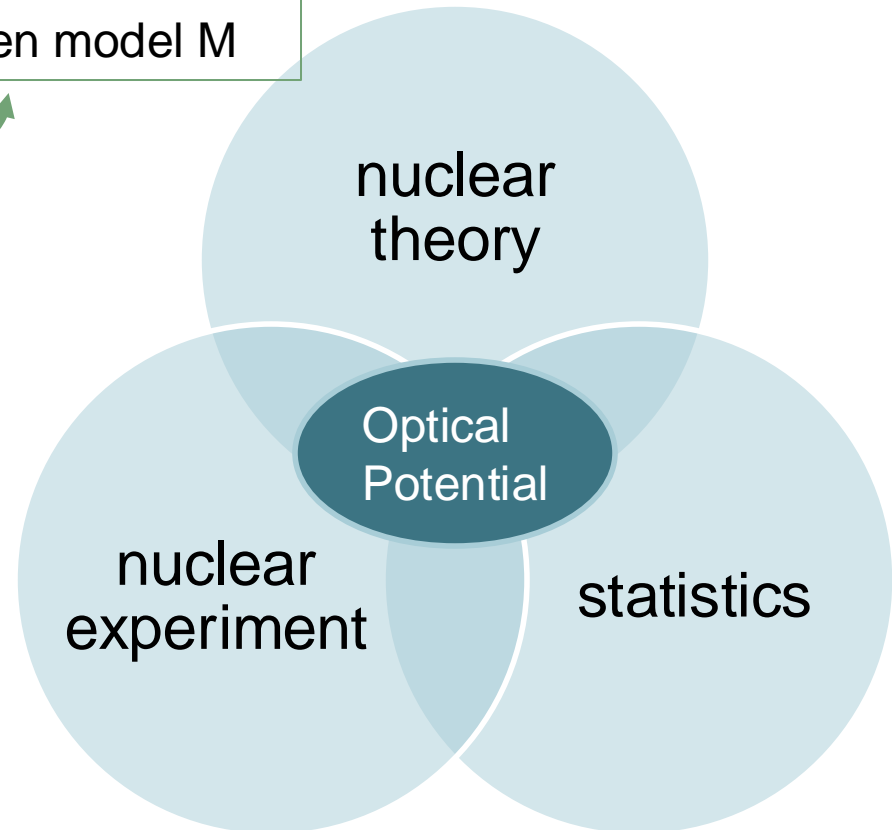 en model M
nuclear
theory
Optical
Potential
nuclear
experiment
statistics